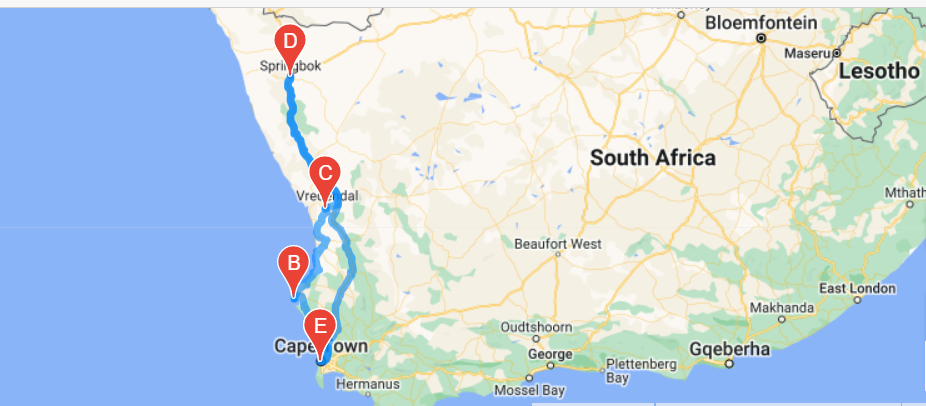 Bloemfontein
D
Maseru
Springbok
Lesotho
South Africa
C
Vredendal
Mthath
Beaufort West
B
East London
Makhanda
E
Oudtshoorn
Cape Town
George
Gqeberha
Plettenberg
Bay
Hermanus
Mossel Bay